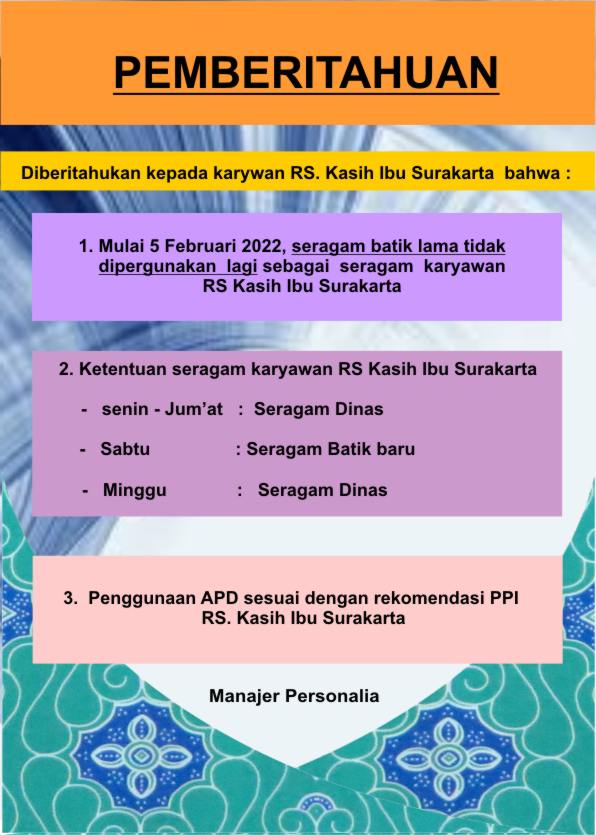 PEMBERITAHUAN
Diberitahukan kepada karywan RS. Kasih Ibu Surakarta bahwa :
1. Mulai 5 Februari 2022, seragam batik lama tidak
dipergunakan lagi sebagai seragam karyawan
RS Kasih Ibu Surakarta
2. Ketentuan seragam karyawan RS Kasih Ibu Surakarta
- senin - Jum’at : Seragam Dinas
- Sabtu : Seragam Batik baru
- Minggu : Seragam Dinas
3. Penggunaan APD sesuai dengan rekomendasi PPI
RS. Kasih Ibu Surakarta
Manajer Personalia